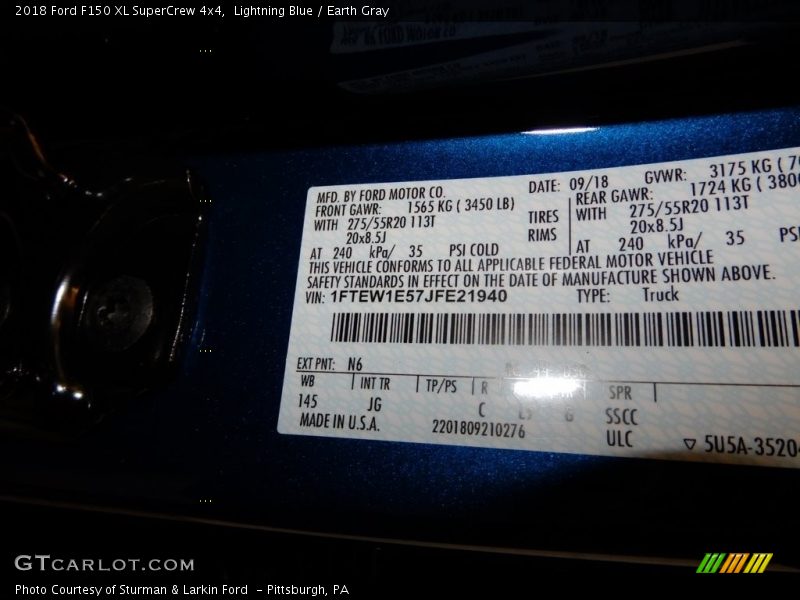 2018 Ford F150 XL SuperCrew 4x4, Lightning Blue / Earth Gray
MFD. BY FORD MOTOR CO.
DATE: 09/18
GVWR: 3175 KG ( 70
FRONT GAWR: 1565 KG ( 3450 LB)
REAR GAWR: 1724 KG ( 3800
WITH 275/55R20 113T
TIRES
WITH 275/55R20 113T
20x8.5J
RIMS
20x8.5J
AT 240 kPa/ 35 PSI COLD
AT 240 kPa/ 35 PSI
THIS VEHICLE CONFORMS TO ALL APPLICABLE FEDERAL MOTOR VEHICLE
SAFETY STANDARDS IN EFFECT ON THE DATE OF MANUFACTURE SHOWN ABOVE.
VIN: 1FTEW1E57JFE21940
TYPE: Truck
EXT PNT: N6
WB INT TR TP/PS R SPR
145 JG C L9 G SSCC
MADE IN U.S.A.
2201809210276
ULC
5U5A-3520
GTcarlot.com
Photo Courtesy of Sturman & Larkin Ford - Pittsburgh, PA